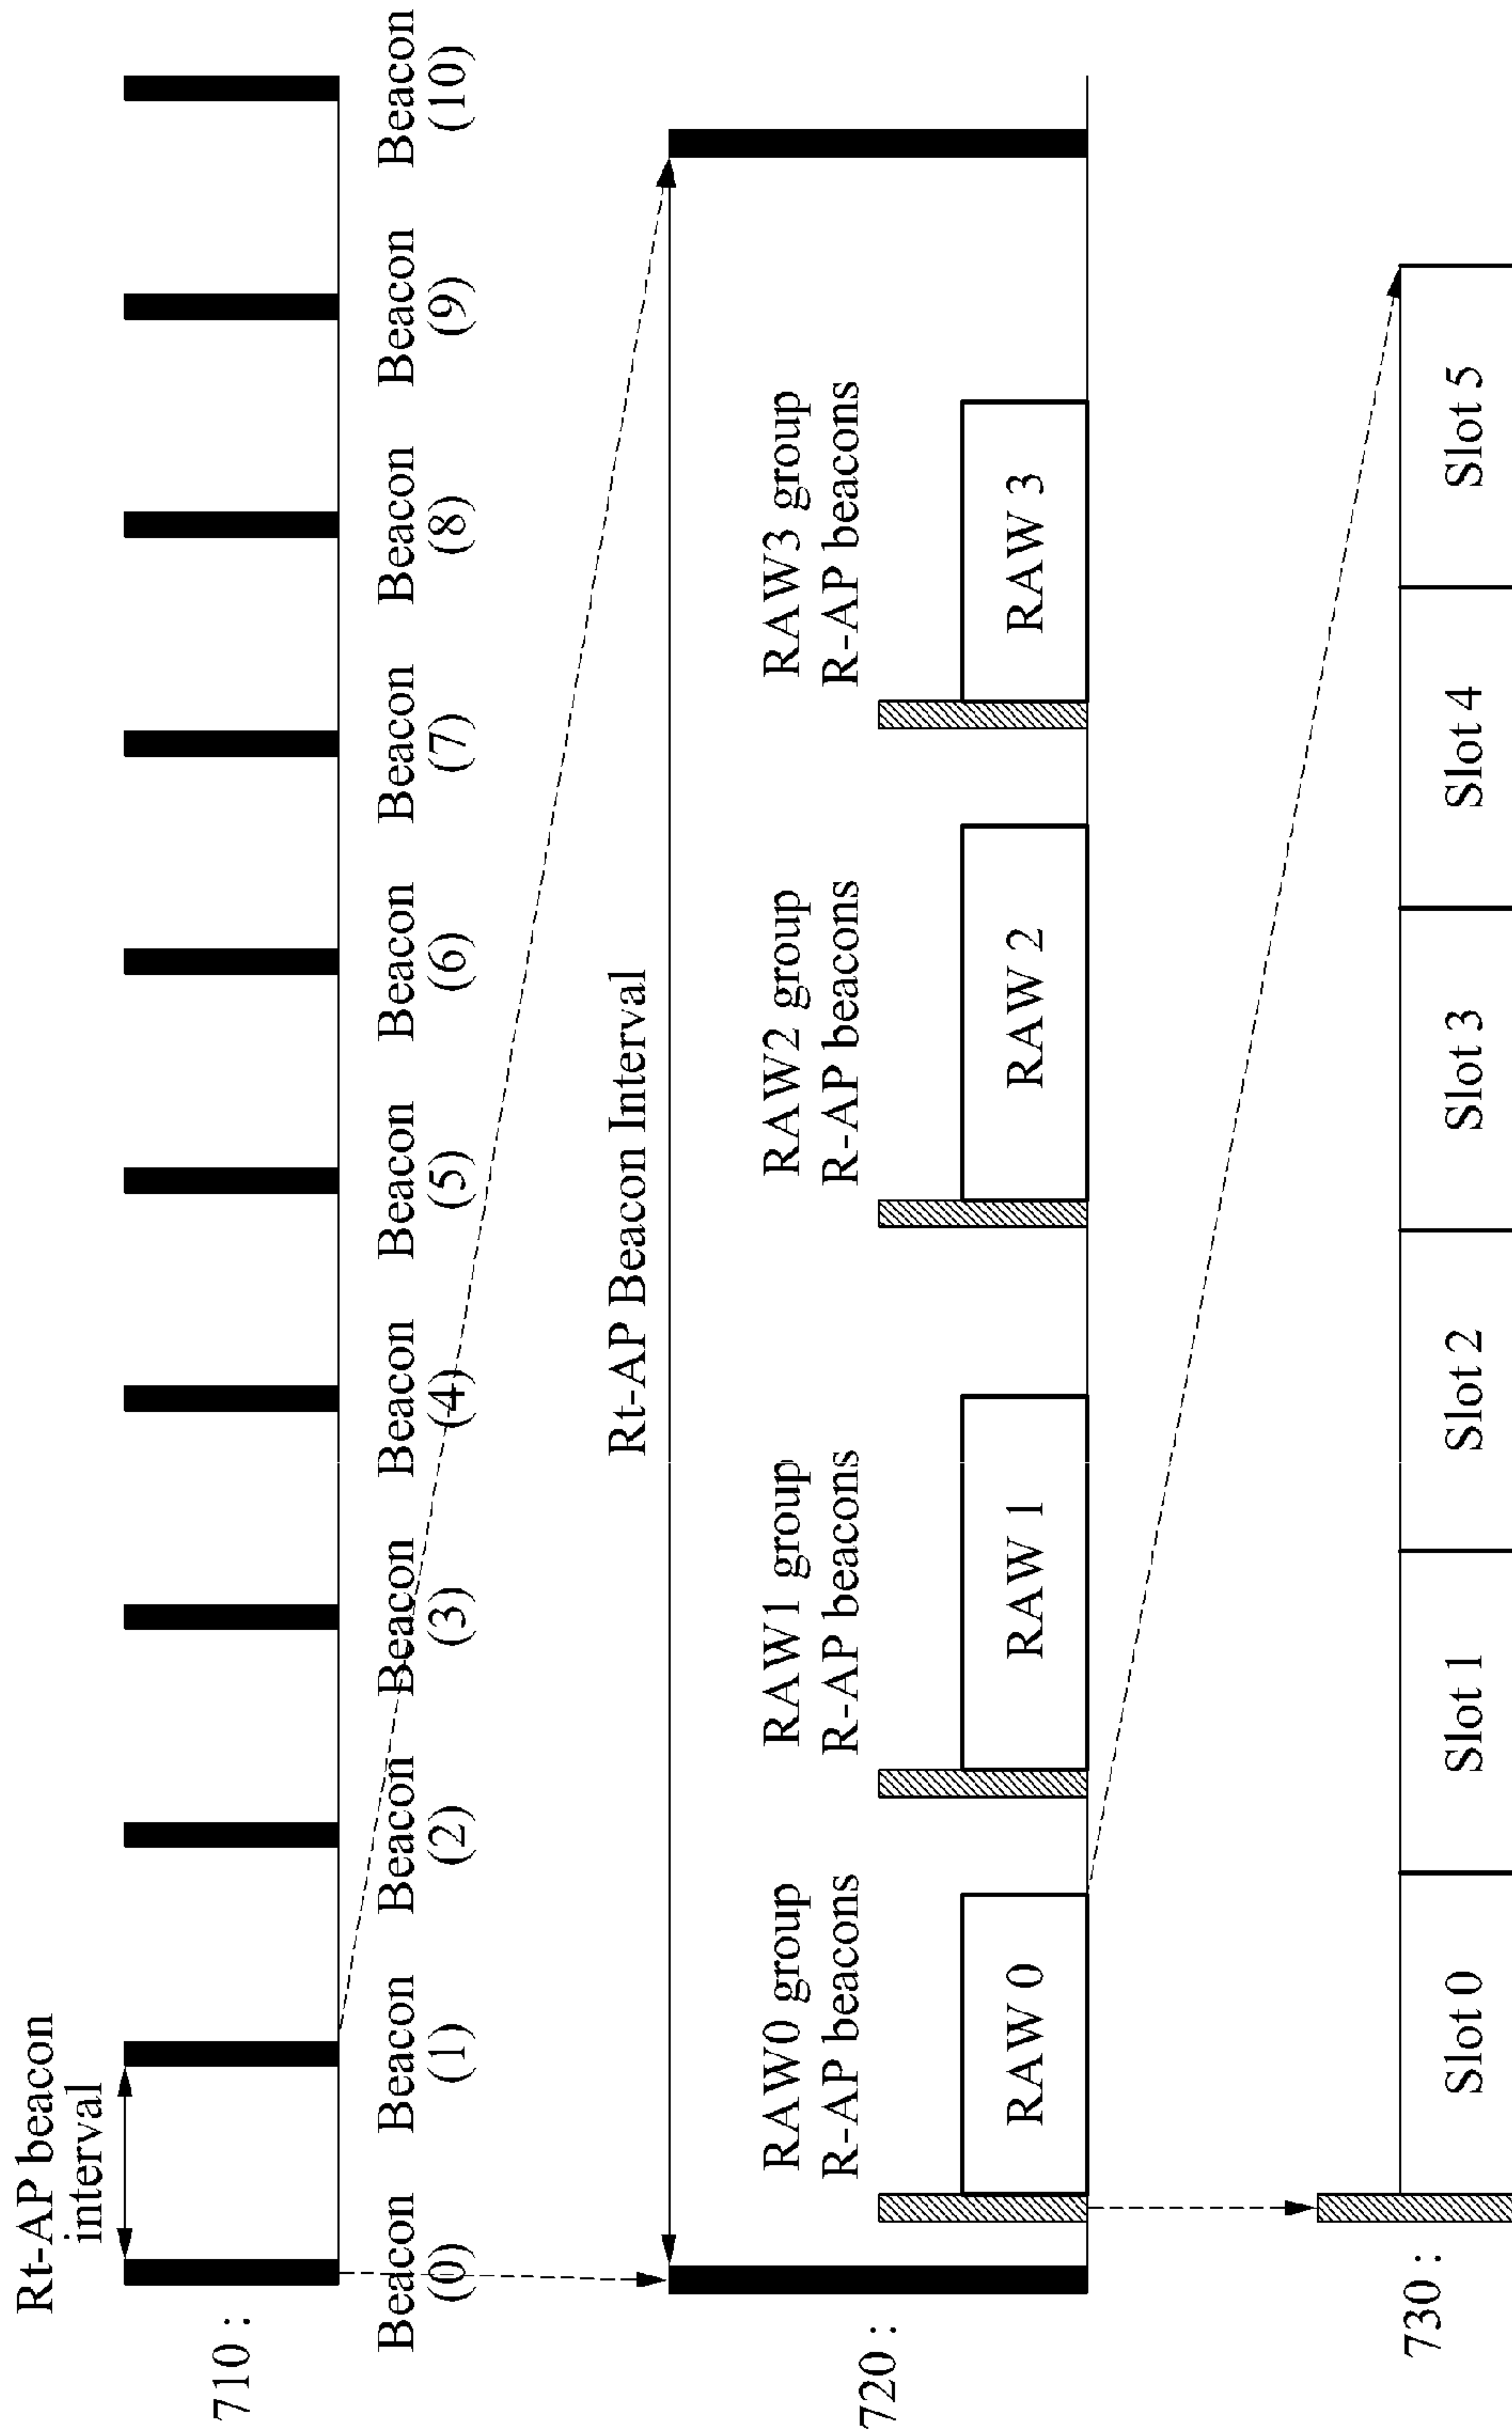 Rt-AP beacon
interval
710 :
Beacon
(0)
Beacon
(1)
Beacon
(2)
Beacon
(3)
Beacon
(4)
Beacon
(5)
Beacon
(6)
Beacon
(7)
Beacon
(8)
Beacon
(9)
Beacon
(10)
Rt-AP Beacon Interval
720 :
RAW0 group
R-AP beacons
RAW1 group
R-AP beacons
RAW2 group
R-AP beacons
RAW3 group
R-AP beacons
RAW 0
RAW 1
RAW 2
RAW 3
730 :
Slot 0
Slot 1
Slot 2
Slot 3
Slot 4
Slot 5